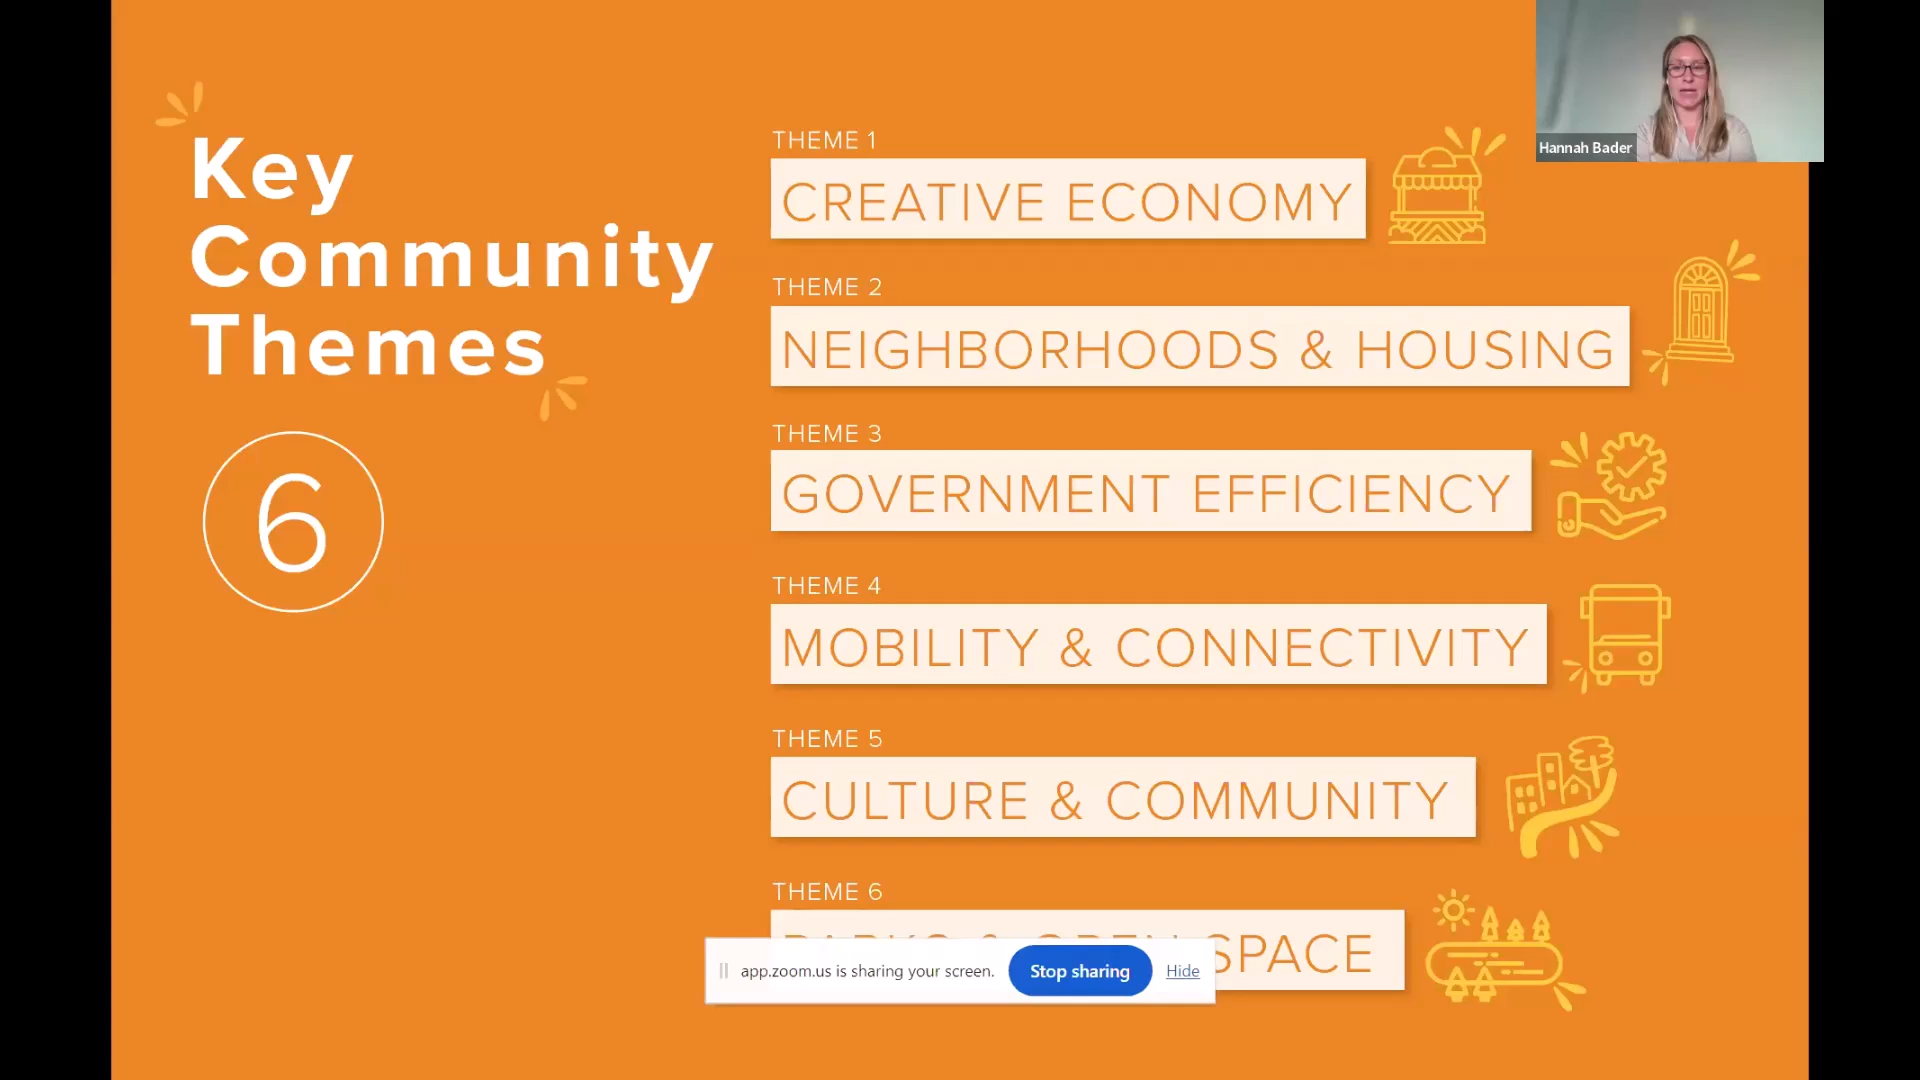 Key
Community
Themes
6
THEME 1
CREATIVE ECONOMY
THEME 2
NEIGHBORHOODS & HOUSING
THEME 3
GOVERNMENT EFFICIENCY
THEME 4
MOBILITY & CONNECTIVITY
THEME 5
CULTURE & COMMUNITY
THEME 6
PARKS & OPEN SPACE
app.zoom.us is sharing your screen. Stop sharing Hide
Hannah Bader